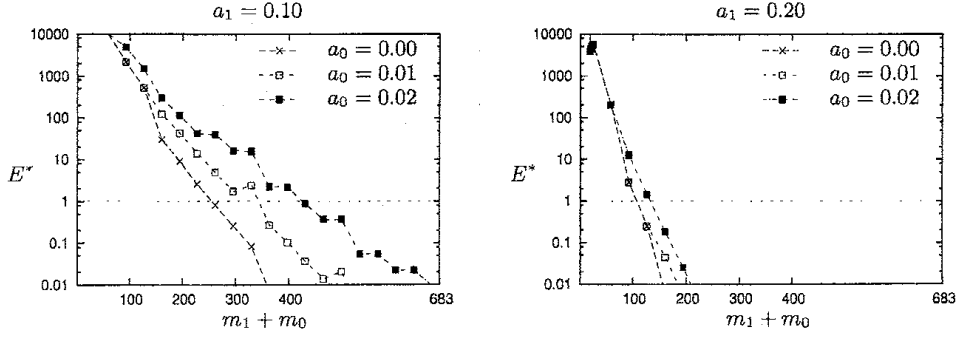 a₁ = 0.10
10000
1000
100
10
1
0.1
0.01
E*
a₀ = 0.00
a₀ = 0.01
a₀ = 0.02
100 200 300 400 683
m₁ + m₀
a₁ = 0.20
10000
1000
100
10
1
0.1
0.01
E*
a₀ = 0.00
a₀ = 0.01
a₀ = 0.02
100 200 300 400 683
m₁ + m₀